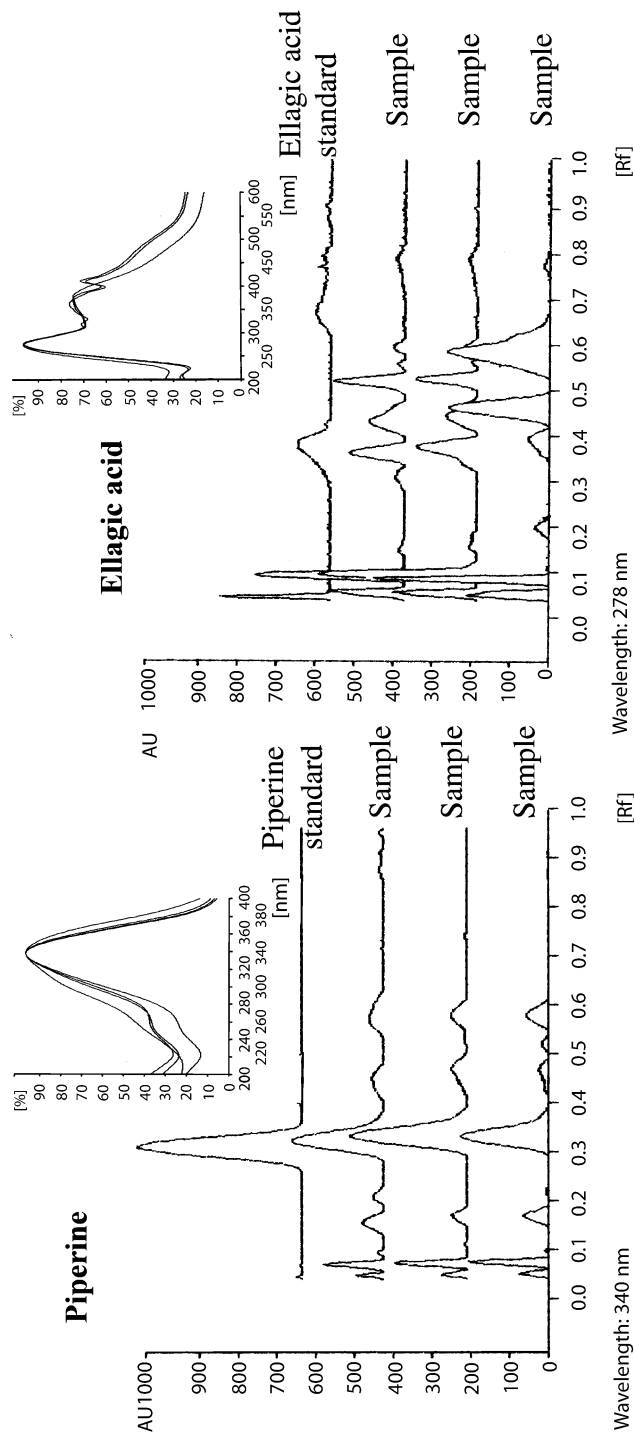 Piperine
[%]
90
80
70
60
50
40
30
20
10
0
200 240 280 320 360 400
220 260 300 340 380
[nm]
AU1000
900
800
700
600
500
400
300
200
100
0
Piperine
standard
Sample
Sample
Sample
0.0 0.1 0.2 0.3 0.4 0.5 0.6 0.7 0.8 0.9 1.0
[Rf]
Wavelength: 340 nm
Ellagic acid
[%]
90
80
70
60
50
40
30
20
10
0
200 300 400 500 600
250 350 450 550
[nm]
AU
1000
900
800
700
600
500
400
300
200
100
0
Ellagic acid
standard
Sample
Sample
Sample
0.0 0.1 0.2 0.3 0.4 0.5 0.6 0.7 0.8 0.9 1.0
[Rf]
Wavelength: 278 nm